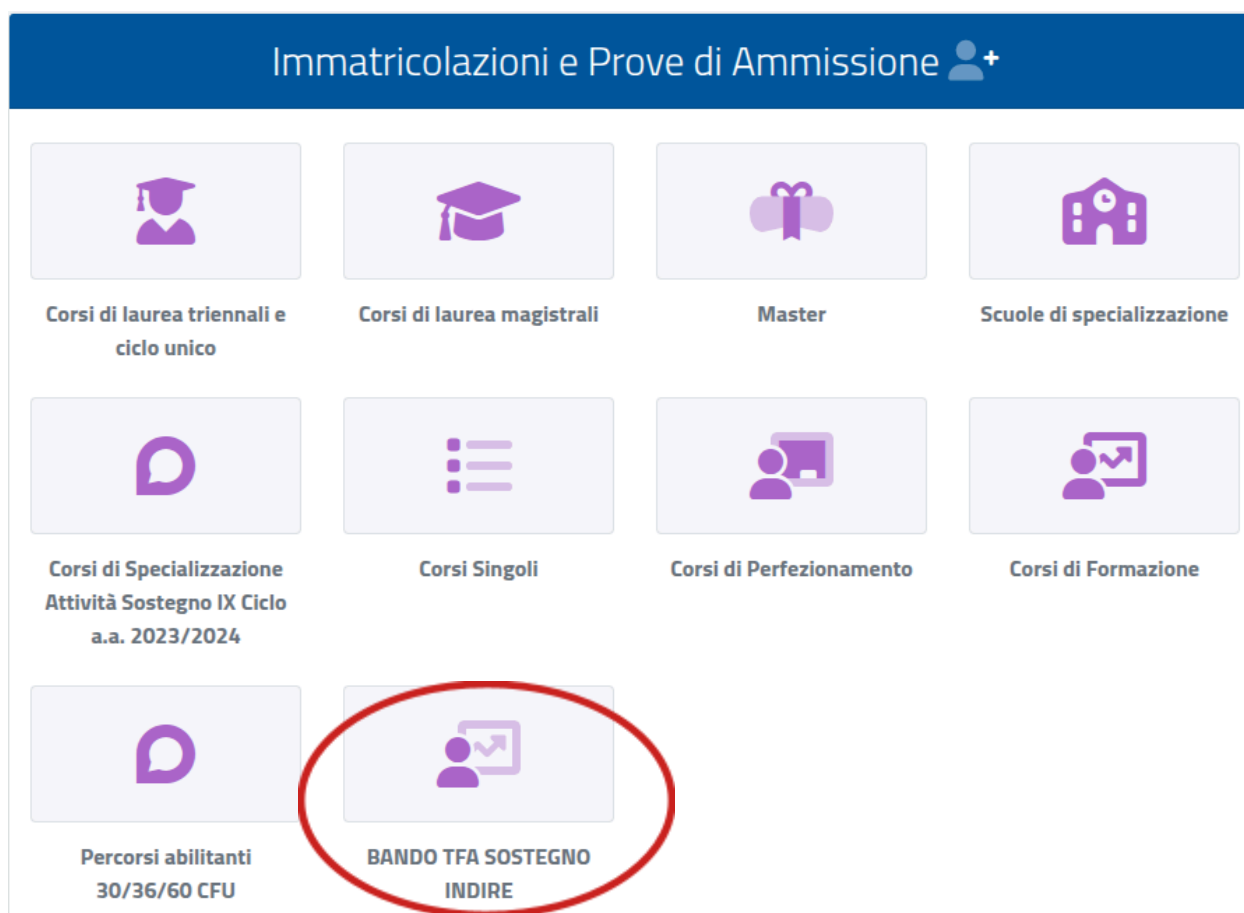 Immatricolazioni e Prove di Ammissione
Corsi di laurea triennali e
ciclo unico
Corsi di laurea magistrali
Master
Scuole di specializzazione
Corsi di Specializzazione
Attività Sostegno IX Ciclo
a.a. 2023/2024
Corsi Singoli
Corsi di Perfezionamento
Corsi di Formazione
Percorsi abilitanti
30/36/60 CFU
BANDO TFA SOSTEGNO
INDIRE